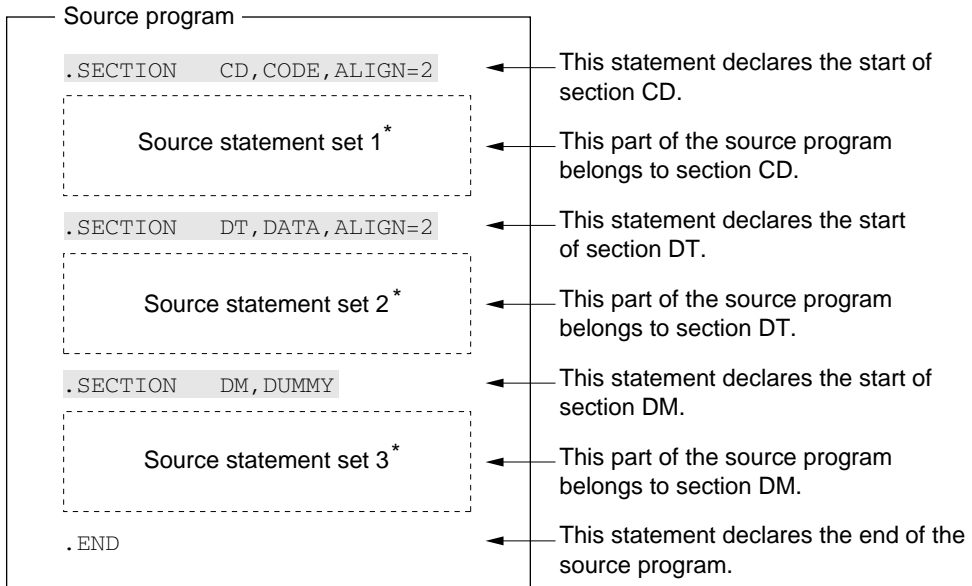 Source program
.SECTION CD,CODE,ALIGN=2
This statement declares the start of
section CD.
Source statement set 1*
This part of the source program
belongs to section CD.
.SECTION DT,DATA,ALIGN=2
This statement declares the start
of section DT.
Source statement set 2*
This part of the source program
belongs to section DT.
.SECTION DM,DUMMY
This statement declares the start of
section DM.
Source statement set 3*
This part of the source program
belongs to section DM.
.END
This statement declares the end of the
source program.